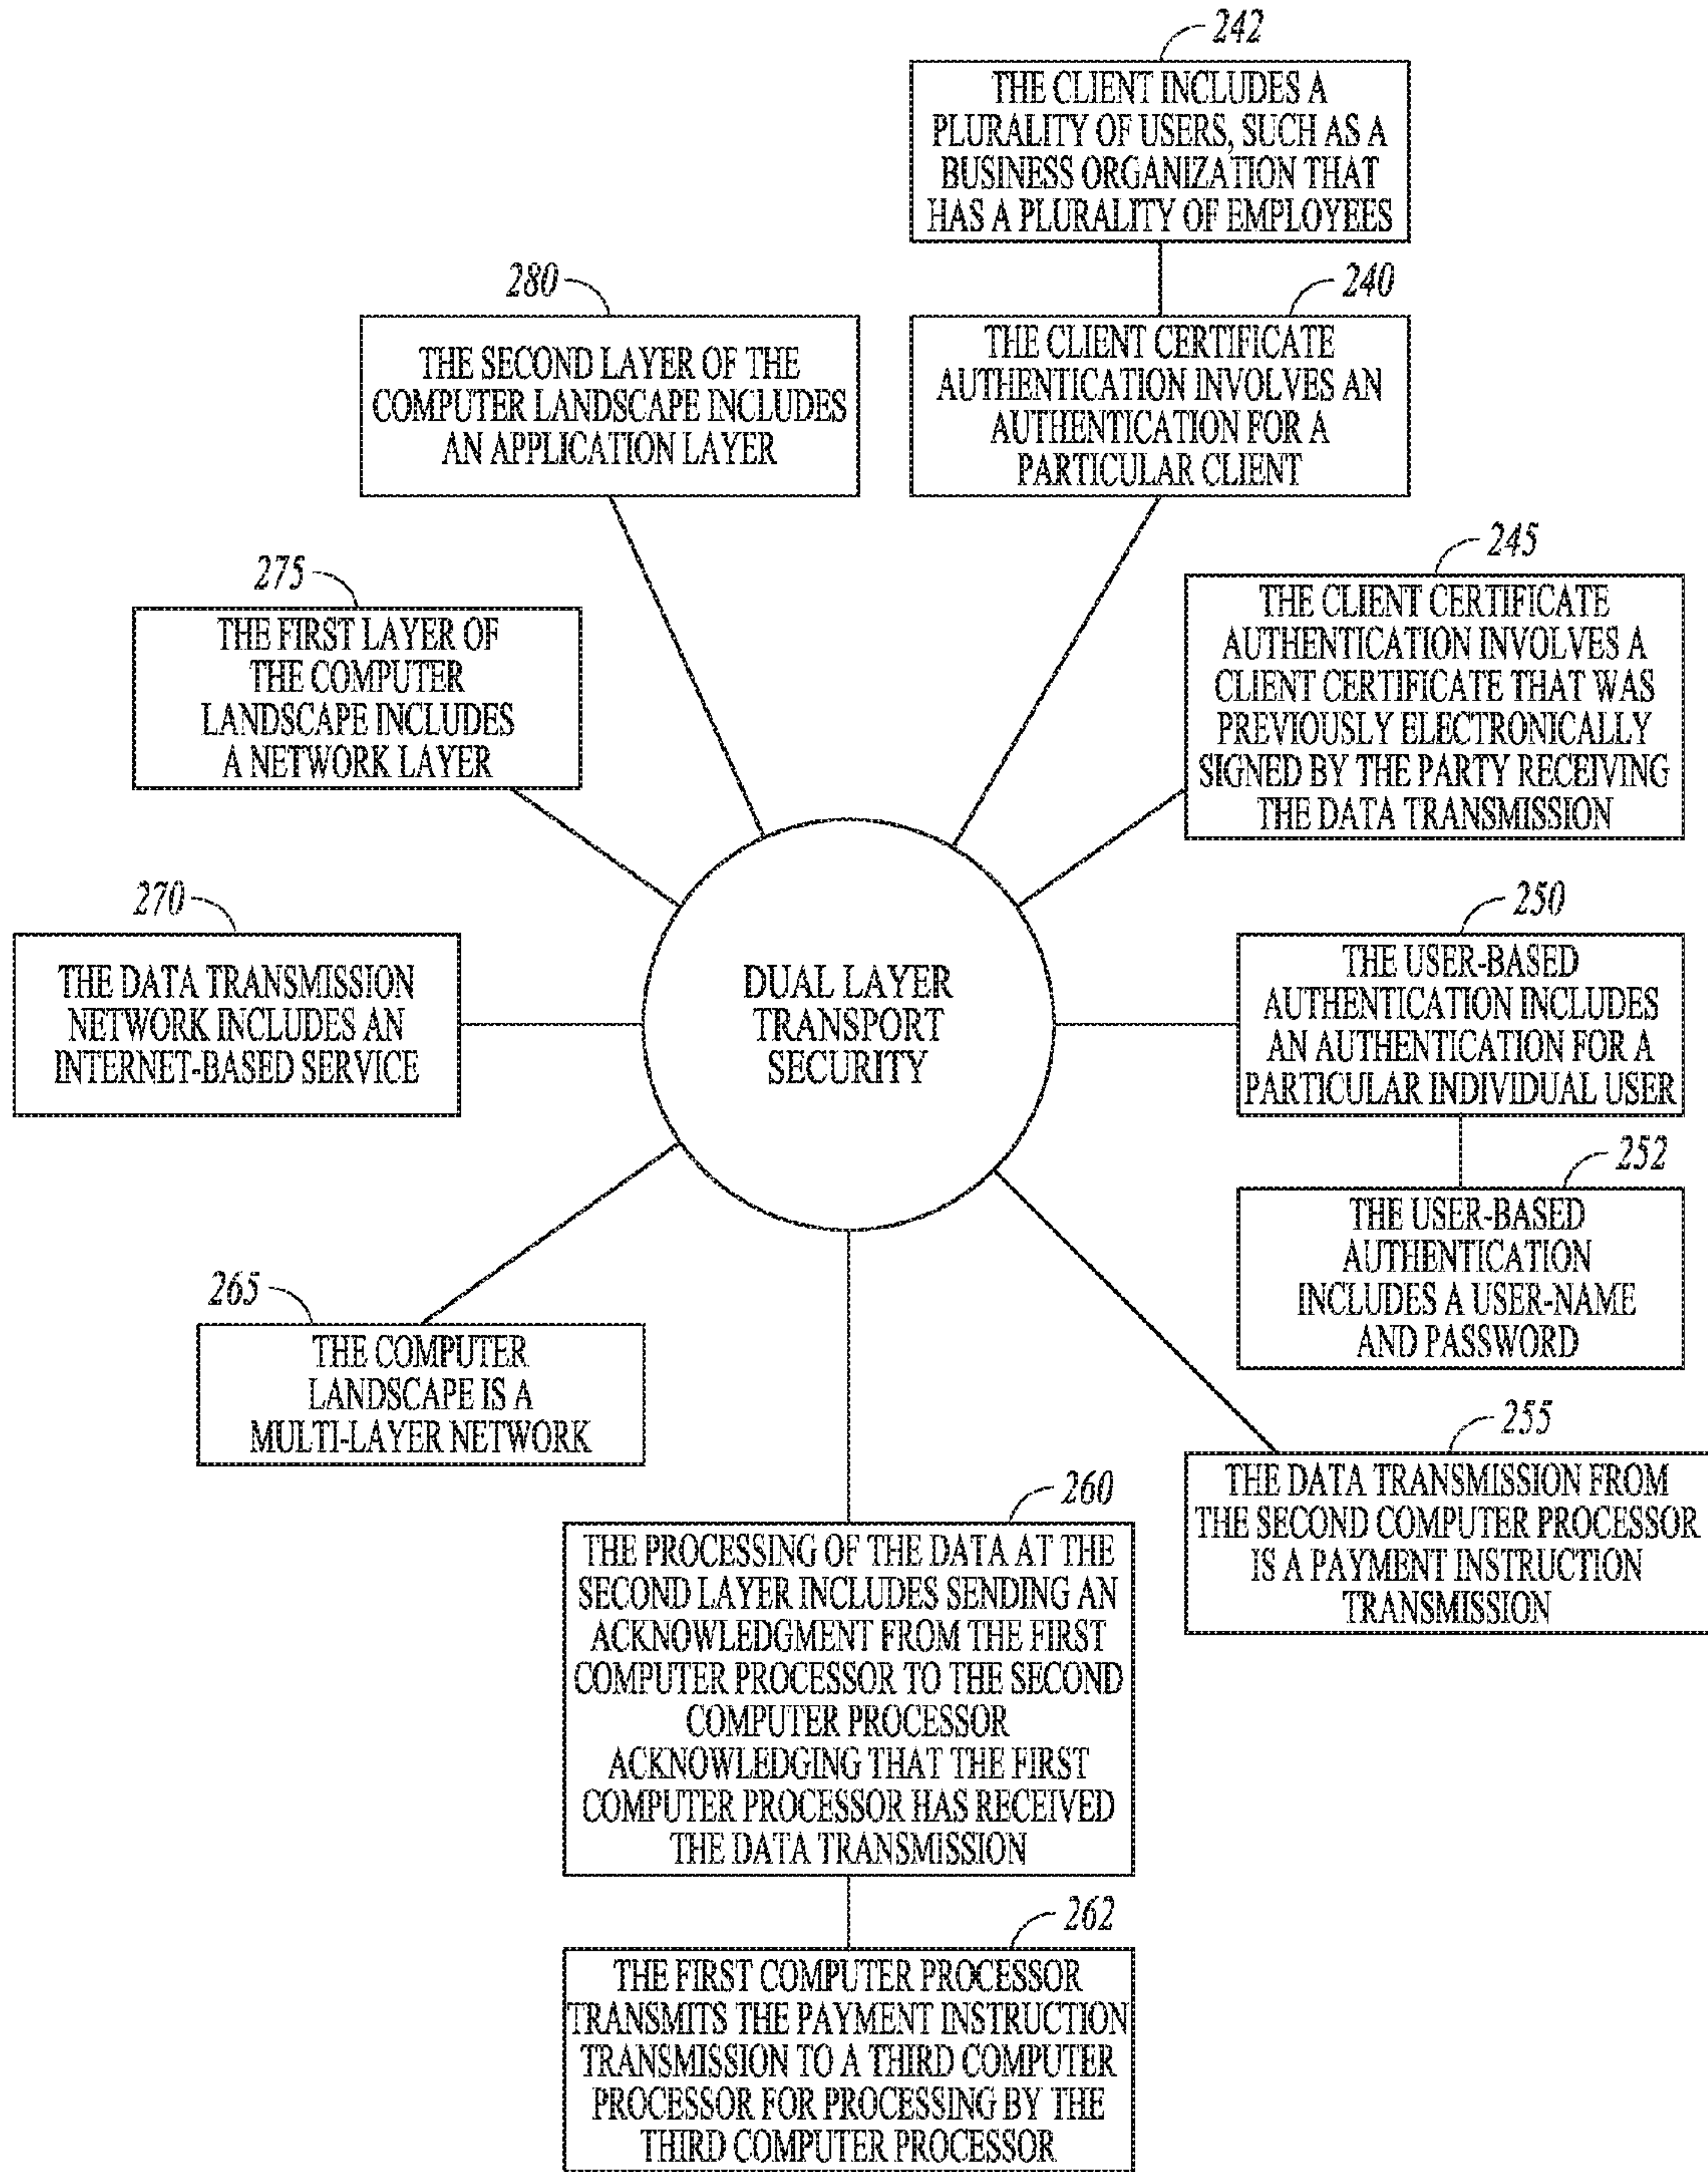 242
THE CLIENT INCLUDES A
PLURALITY OF USERS, SUCH AS A
BUSINESS ORGANIZATION THAT
HAS A PLURALITY OF EMPLOYEES
280
THE SECOND LAYER OF THE
COMPUTER LANDSCAPE INCLUDES
AN APPLICATION LAYER
240
THE CLIENT CERTIFICATE
AUTHENTICATION INVOLVES AN
AUTHENTICATION FOR A
PARTICULAR CLIENT
275
THE FIRST LAYER OF
THE COMPUTER
LANDSCAPE INCLUDES
A NETWORK LAYER
245
THE CLIENT CERTIFICATE
AUTHENTICATION INVOLVES A
CLIENT CERTIFICATE THAT WAS
PREVIOUSLY ELECTRONICALLY
SIGNED BY THE PARTY RECEIVING
THE DATA TRANSMISSION
270
THE DATA TRANSMISSION
NETWORK INCLUDES AN
INTERNET-BASED SERVICE
DUAL LAYER
TRANSPORT
SECURITY
250
THE USER-BASED
AUTHENTICATION INCLUDES
AN AUTHENTICATION FOR A
PARTICULAR INDIVIDUAL USER
252
THE USER-BASED
AUTHENTICATION
INCLUDES A USER-NAME
AND PASSWORD
265
THE COMPUTER
LANDSCAPE IS A
MULTI-LAYER NETWORK
255
THE DATA TRANSMISSION FROM
THE SECOND COMPUTER PROCESSOR
IS A PAYMENT INSTRUCTION
TRANSMISSION
260
THE PROCESSING OF THE DATA AT THE
SECOND LAYER INCLUDES SENDING AN
ACKNOWLEDGMENT FROM THE FIRST
COMPUTER PROCESSOR TO THE SECOND
COMPUTER PROCESSOR
ACKNOWLEDGING THAT THE FIRST
COMPUTER PROCESSOR HAS RECEIVED
THE DATA TRANSMISSION
262
THE FIRST COMPUTER PROCESSOR
TRANSMITS THE PAYMENT INSTRUCTION
TRANSMISSION TO A THIRD COMPUTER
PROCESSOR FOR PROCESSING BY THE
THIRD COMPUTER PROCESSOR